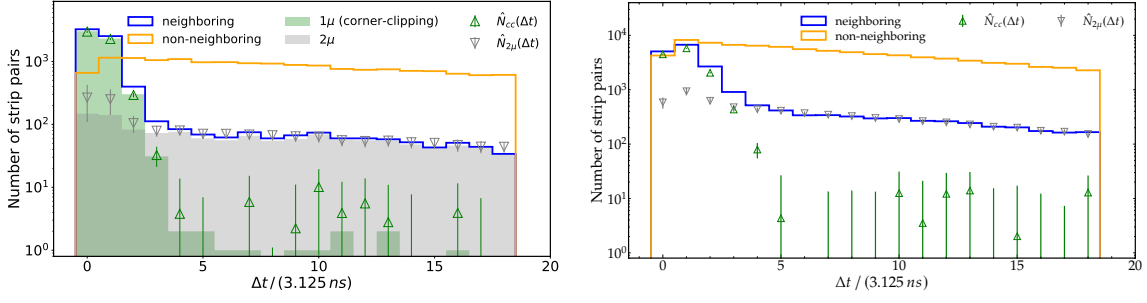 neighboring
non-neighboring
1μ (corner-clipping)
2μ
N̂cc(Δt)
N̂2μ(Δt)
Number of strip pairs
10³
10²
10¹
10⁰
0 5 10 15 20
Δt / (3.125 ns)
neighboring
non-neighboring
N̂cc(Δt)
N̂2μ(Δt)
Number of strip pairs
10⁴
10³
10²
10¹
10⁰
0 5 10 15 20
Δt / (3.125 ns)